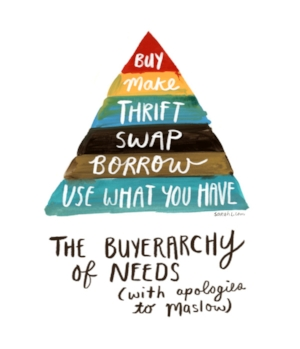 BUY
make
THRIFT
SWAP
BORROW
USE WHAT YOU HAVE
THE BUYERARCHY
OF NEEDS
(with apologies
to Maslow)